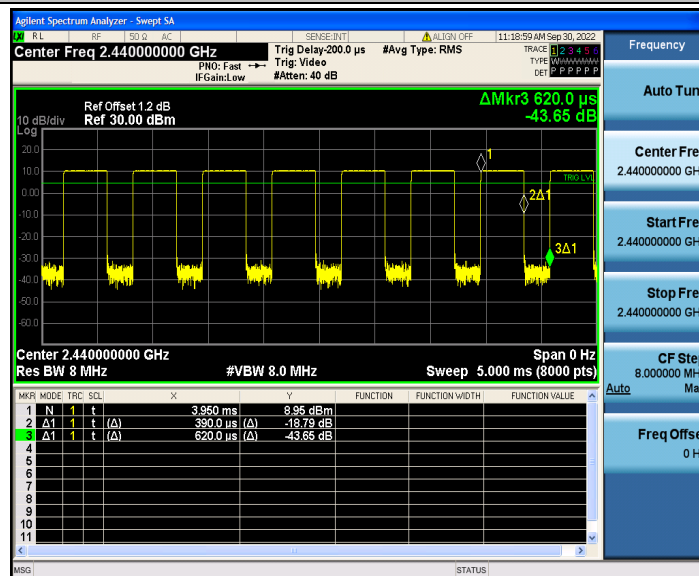 Agilent Spectrum Analyzer - Swept SA
LXI RL RF 50 Ω AC SENSE:INT ALIGN OFF 11:18:59 AM Sep 30, 2022
Center Freq 2.440000000 GHz
PNO: Fast
IFGain:Low
Trig Delay-200.0 µs
Trig: Video
#Atten: 40 dB
#Avg Type: RMS
TRACE 1 2 3 4 5 6
TYPE W
DET P P P P P P
Ref Offset 1.2 dB
Ref 30.00 dBm
10 dB/div
Log
ΔMkr3 620.0 µs
-43.65 dB
20.0
10.0
0.00
-10.0
-20.0
-30.0
-40.0
-60.0
1
TRIG LVL
2Δ1
3Δ1
Center 2.440000000 GHz Span 0 Hz
Res BW 8 MHz #VBW 8.0 MHz Sweep 5.000 ms (8000 pts)
MKR MODE TRC SCL X Y FUNCTION FUNCTION WIDTH FUNCTION VALUE
1 N 1 t 3.950 ms 8.95 dBm
2 Δ1 1 t (Δ) 390.0 µs (Δ) -18.79 dB
3 Δ1 1 t (Δ) 620.0 µs (Δ) -43.65 dB
4
5
6
7
8
9
10
11
MSG STATUS
Frequency
Auto Tun
Center Fre
2.440000000 GH
Start Fre
2.440000000 GH
Stop Fre
2.440000000 GH
CF Ste
8.000000 MH
Auto Ma
Freq Offse
0 H